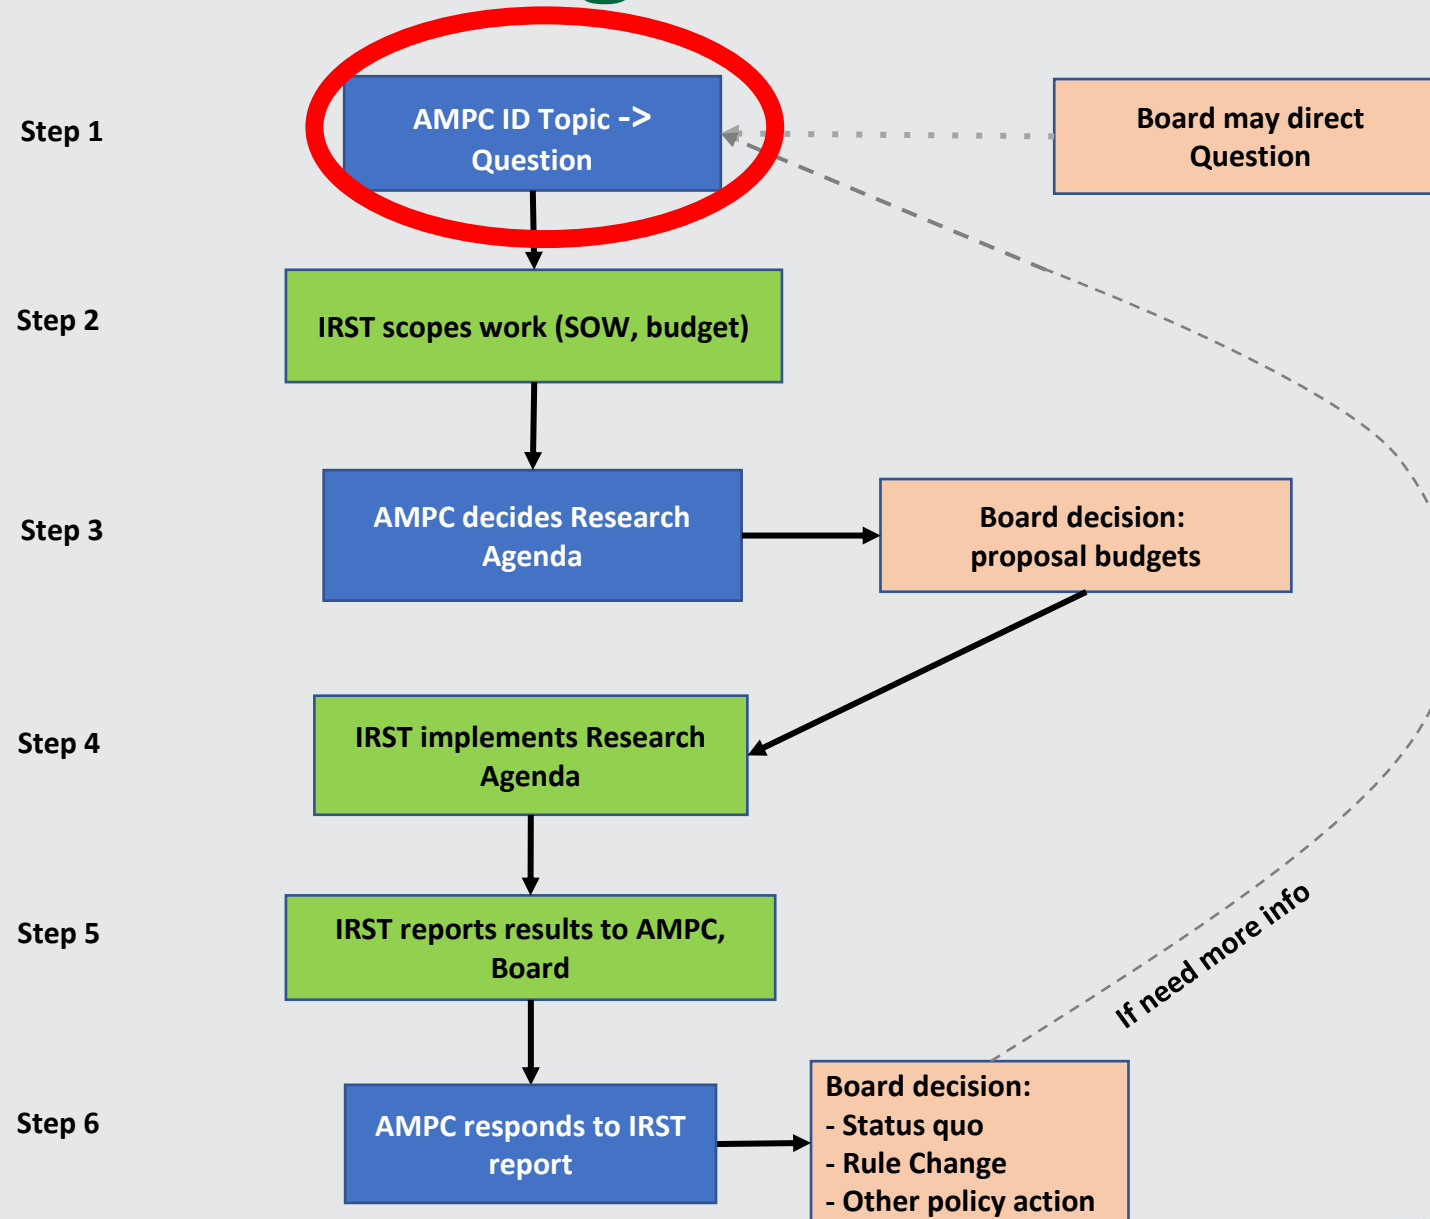 Step 1
AMPC ID Topic ->
Question
Board may direct
Question
Step 2
IRST scopes work (SOW, budget)
Step 3
AMPC decides Research
Agenda
Board decision:
proposal budgets
Step 4
IRST implements Research
Agenda
Step 5
IRST reports results to AMPC,
Board
If need more info
Step 6
AMPC responds to IRST
report
Board decision:
- Status quo
- Rule Change
- Other policy action